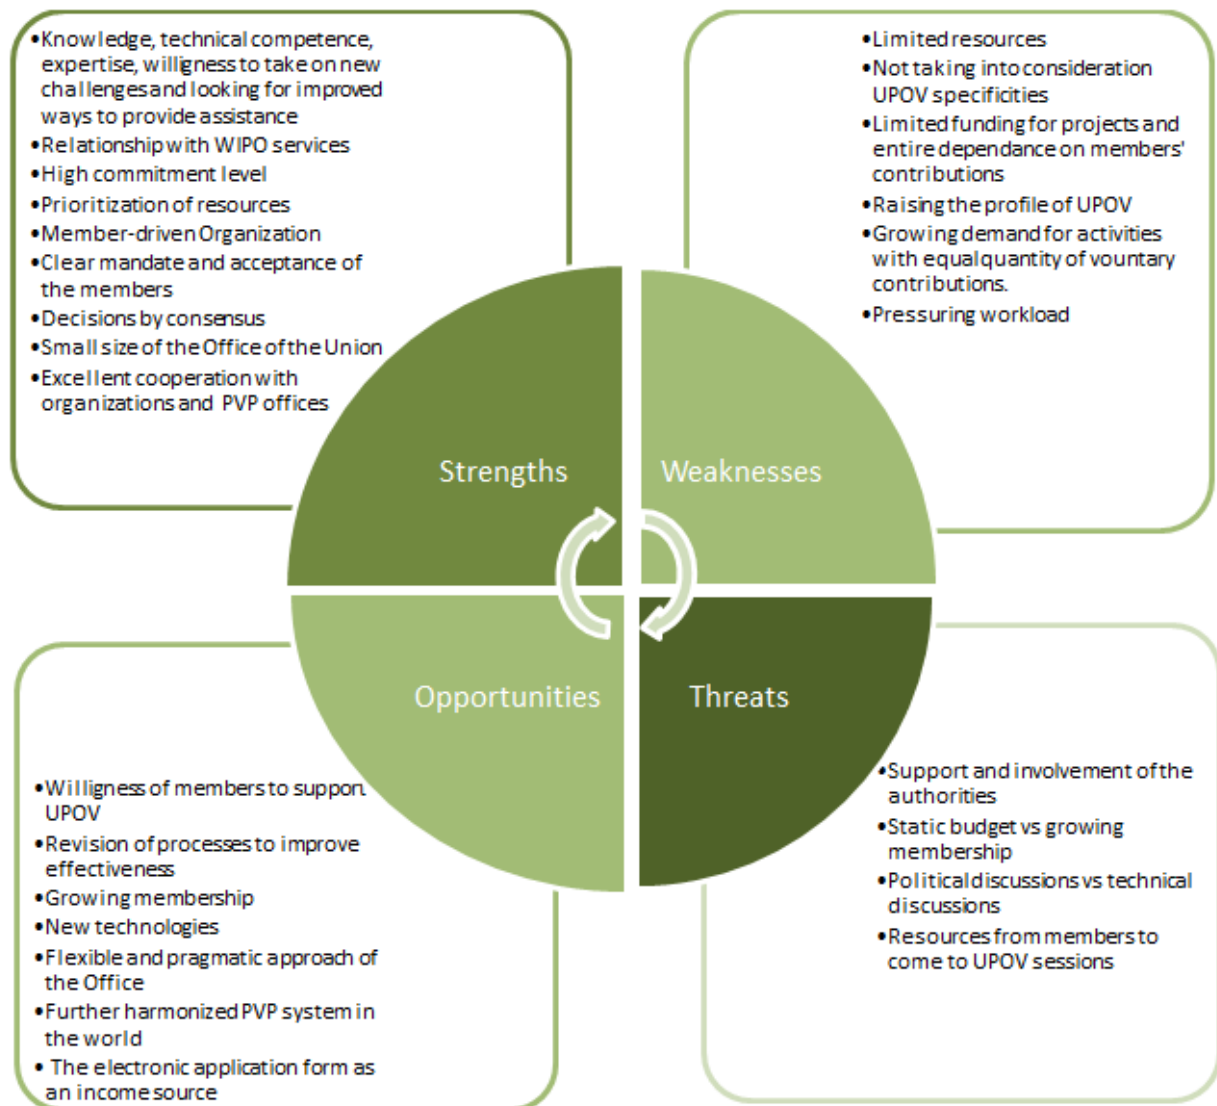 •Knowledge, technical competence,
expertise, willigness to take on new
challenges and looking for improved
ways to provide assistance
•Relationship with WIPO services
•High commitment level
•Prioritization of resources
•Member-driven Organization
•Clear mandate and acceptance of
the members
•Decisions by consensus
•Small size of the Office of the Union
•Excellent cooperation with
organizations and PVP offices
•Limited resources
•Not taking into consideration
UPOV specificities
•Limited funding for projects and
entire dependance on members'
contributions
•Raising the profile of UPOV
•Growing demand for activities
with equal quantity of vountary
contributions.
•Pressuring workload
Strengths
Weaknesses
Opportunities
Threats
•Willigness of members to support
UPOV
•Revision of processes to improve
effectiveness
•Growing membership
•New technologies
•Flexible and pragmatic approach of
the Office
•Further harmonized PVP system in
the world
• The electronic application form as
an income source
•Support and involvement of the
authorities
•Static budget vs growing
membership
•Political discussions vs technical
discussions
•Resources from members to
come to UPOV sessions